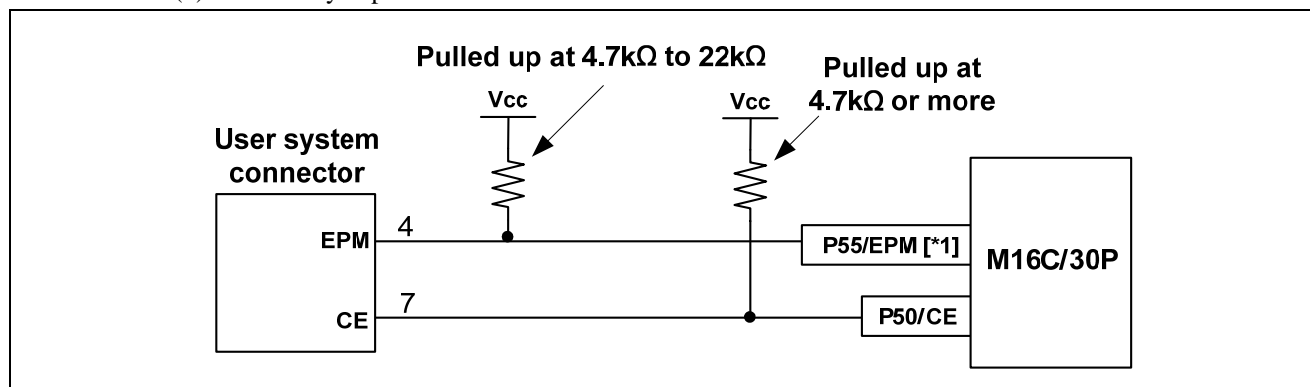 Pulled up at 4.7kΩ to 22kΩ
Pulled up at
4.7kΩ or more
Vcc
Vcc
User system
connector
EPM
4
P55/EPM [*1]
M16C/30P
CE
7
P50/CE